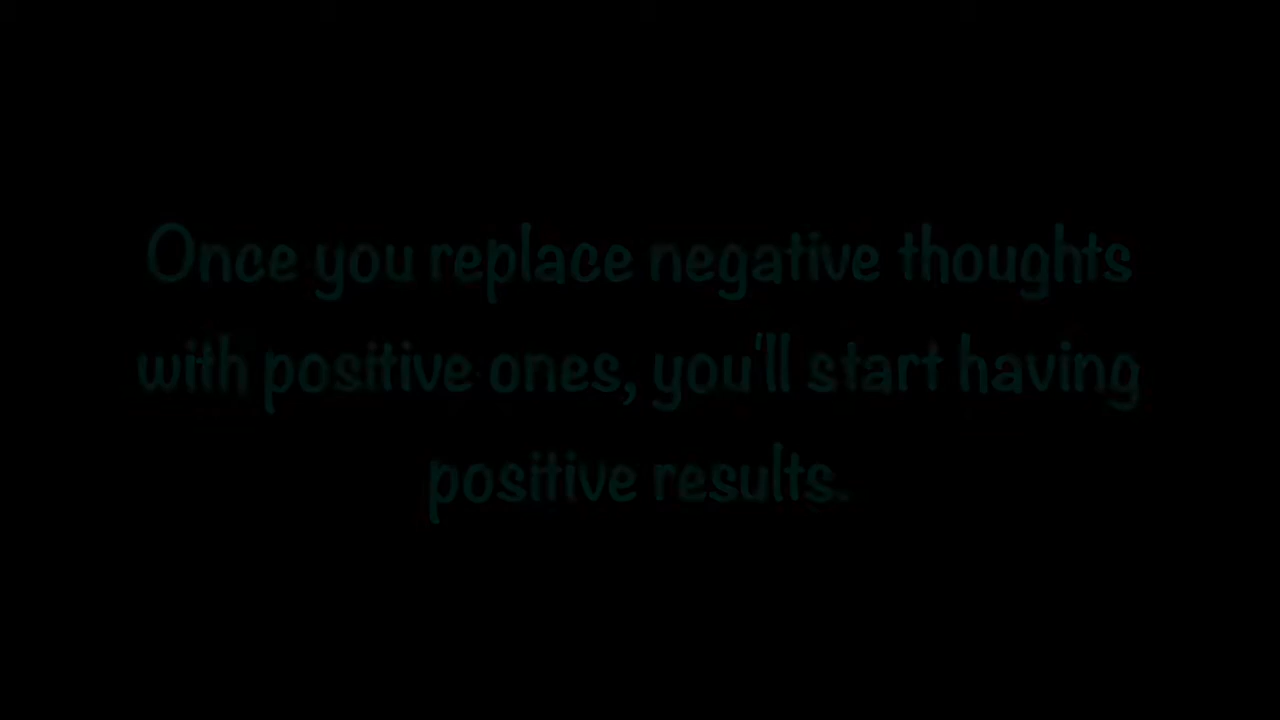 Once you replace negative thoughts
with positive ones, you'll start having
positive results.